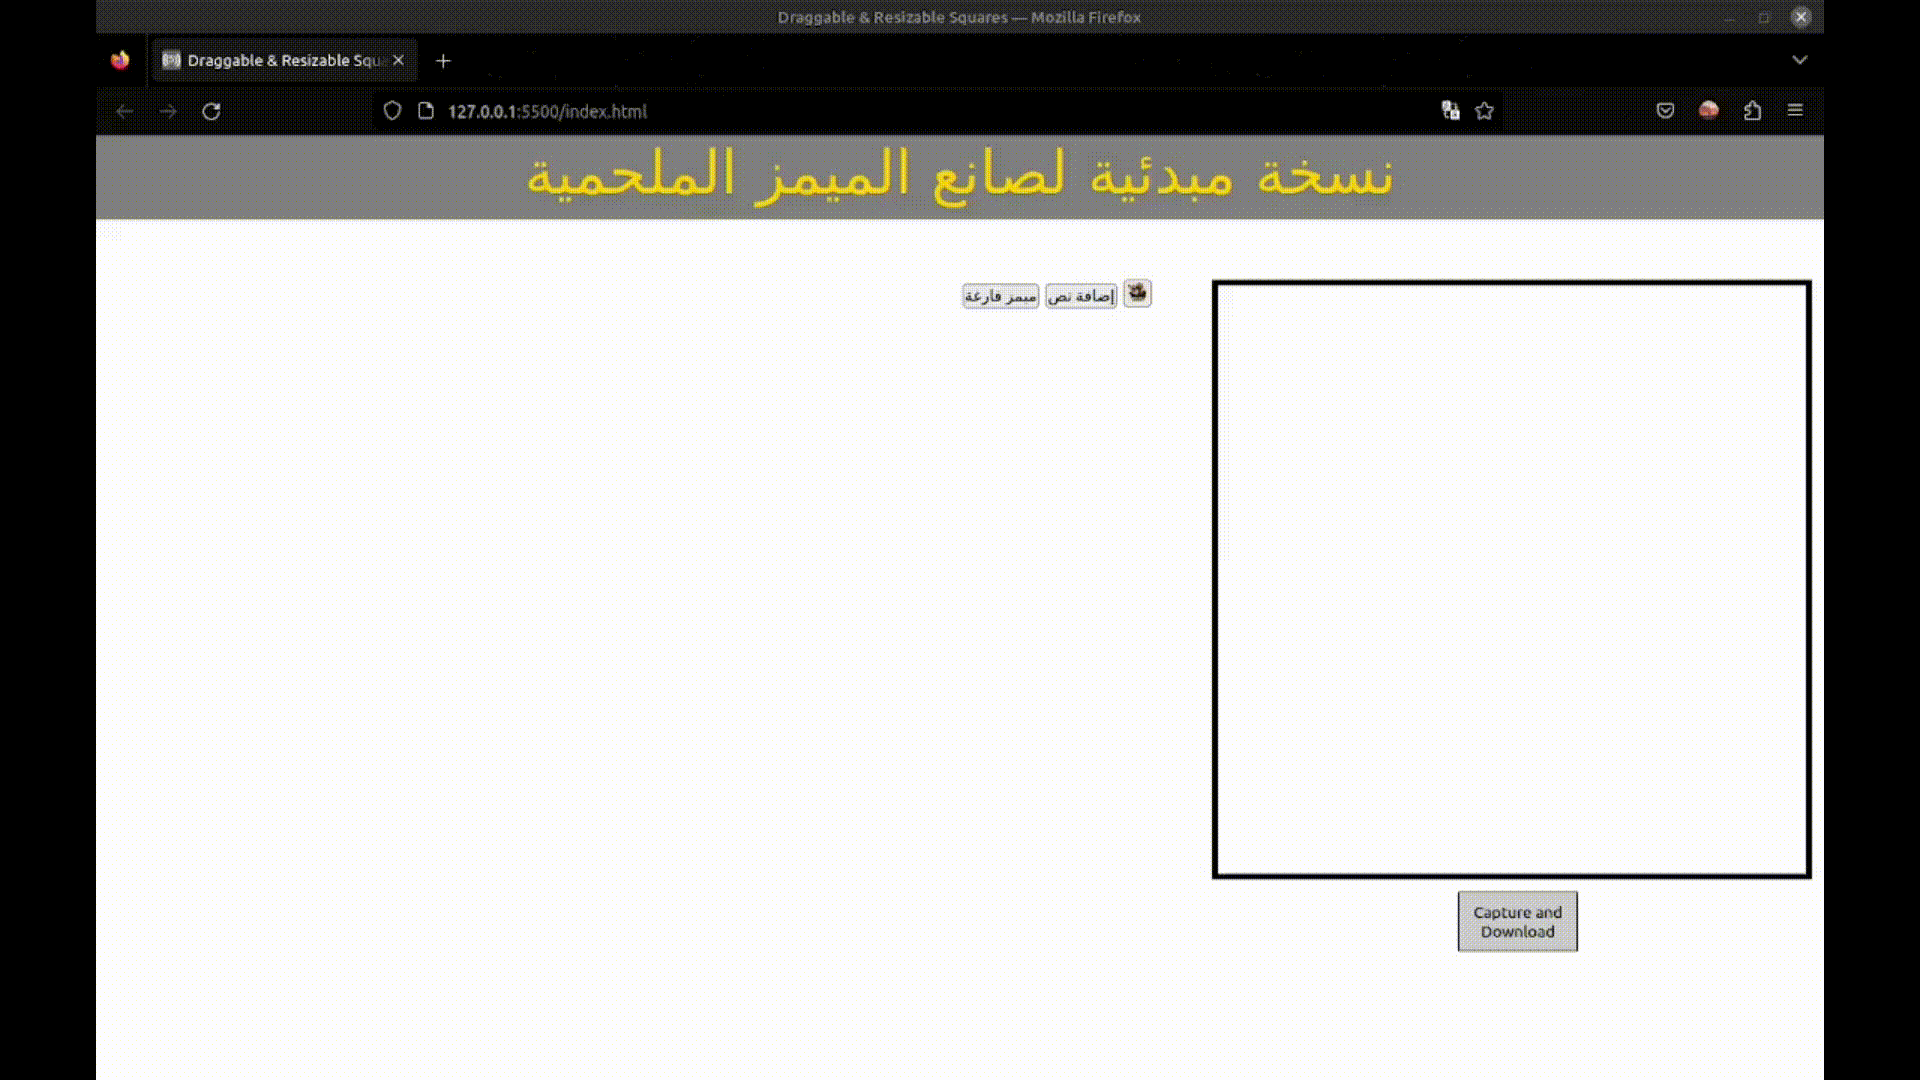 Draggable & Resizable Squares — Mozilla Firefox
Draggable & Resizable Squa
127.0.0.1:5500/index.html
نسخة مبدئية لصانع الميمز الملحمية
إضافة نص
ميمز فارغة
Capture and
Download